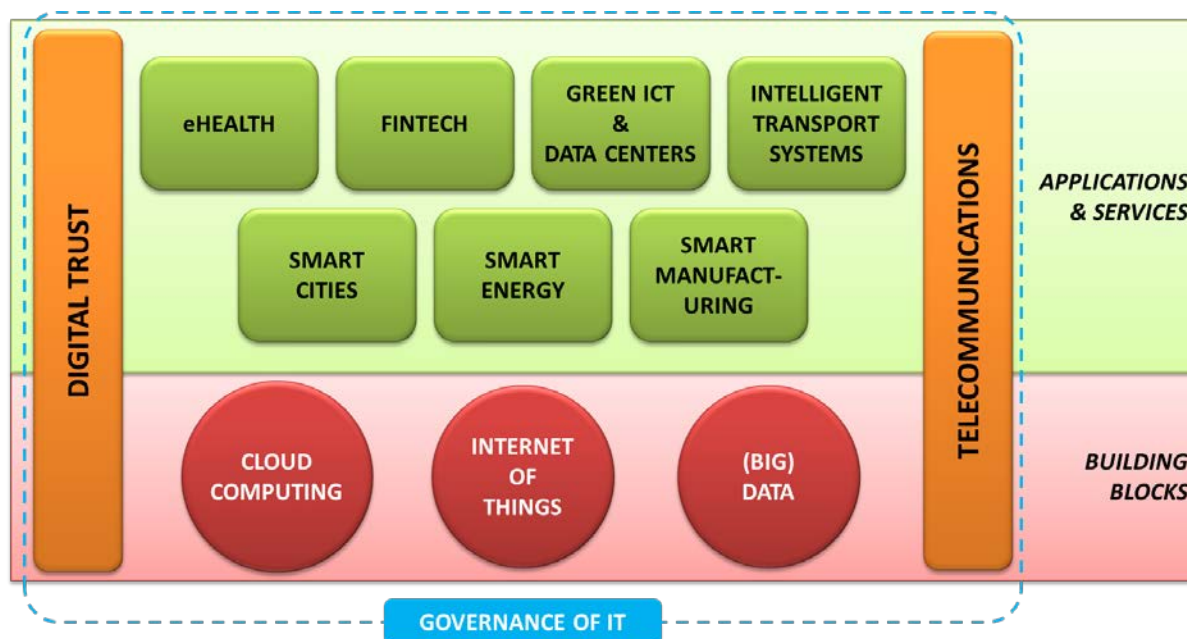 DIGITAL TRUST
eHEALTH
FINTECH
GREEN ICT
&
DATA CENTERS
INTELLIGENT
TRANSPORT
SYSTEMS
SMART
CITIES
SMART
ENERGY
SMART
MANUFACT-
URING
TELECOMMUNICATIONS
APPLICATIONS
& SERVICES
CLOUD
COMPUTING
INTERNET
OF
THINGS
(BIG)
DATA
BUILDING
BLOCKS
GOVERNANCE OF IT